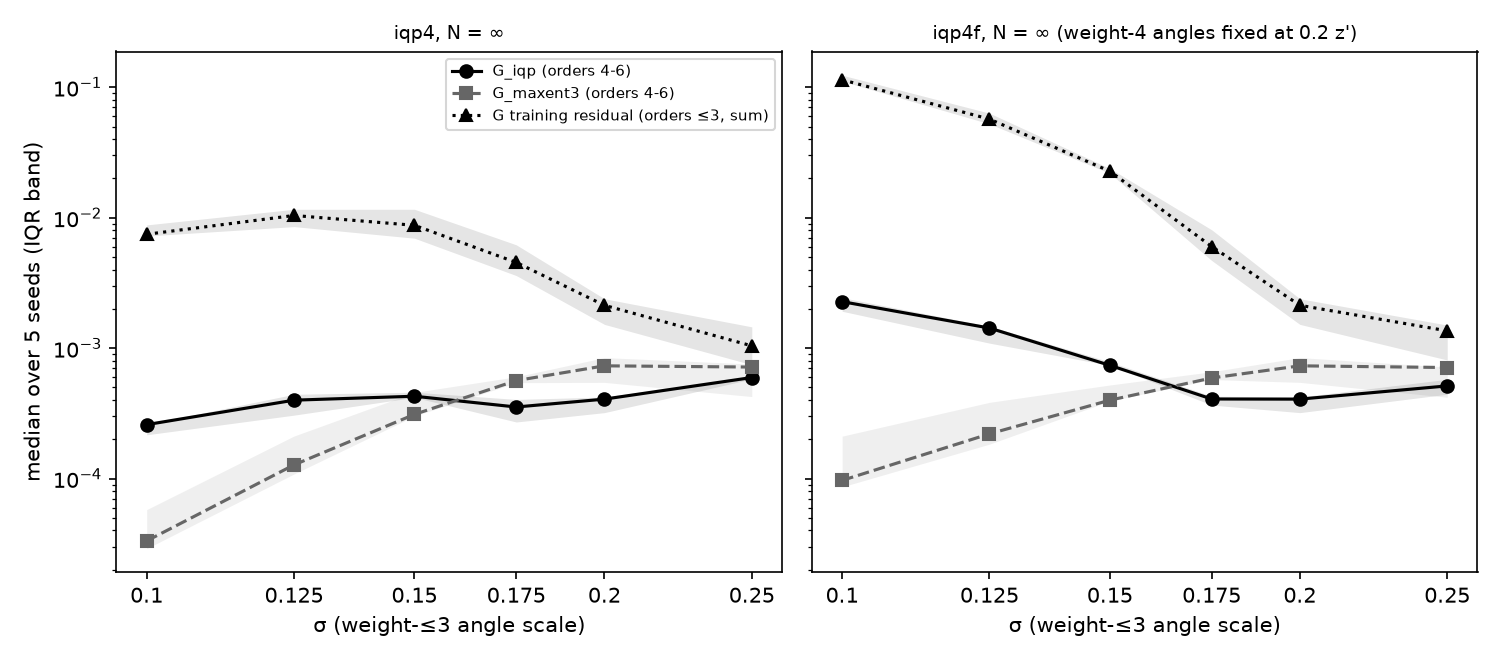 iqp4, N = ∞
iqp4f, N = ∞ (weight-4 angles fixed at 0.2 z')
median over 5 seeds (IQR band)
10⁻¹
10⁻²
10⁻³
10⁻⁴
G_iqp (orders 4-6)
G_maxent3 (orders 4-6)
G training residual (orders ≤3, sum)
0.1 0.125 0.15 0.175 0.2 0.25
0.1 0.125 0.15 0.175 0.2 0.25
σ (weight-≤3 angle scale)
σ (weight-≤3 angle scale)